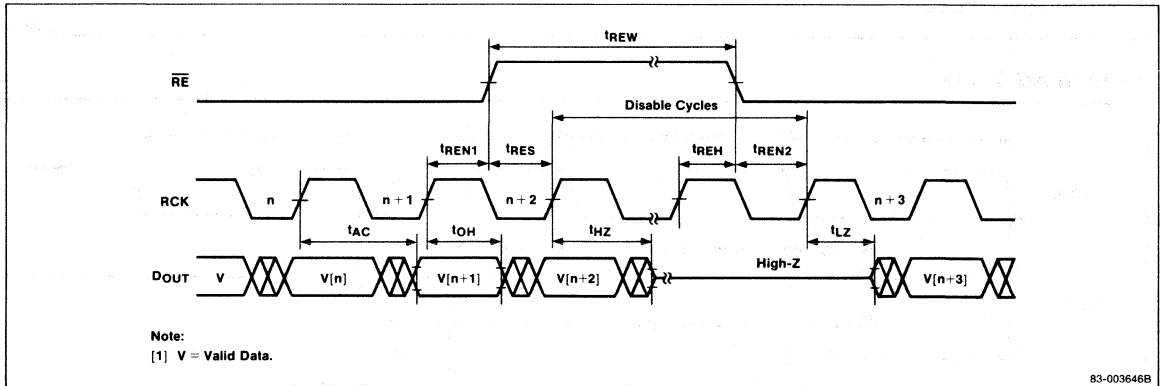 tREW
RE
Disable Cycles
tREN1 tRES tREH tREN2
RCK n n + 1 n + 2 n + 3
tAC tOH tHZ tLZ
High-Z
DOUT V V[n] V[n+1] V[n+2] V[n+3]
Note:
[1] V = Valid Data.
83-003646B